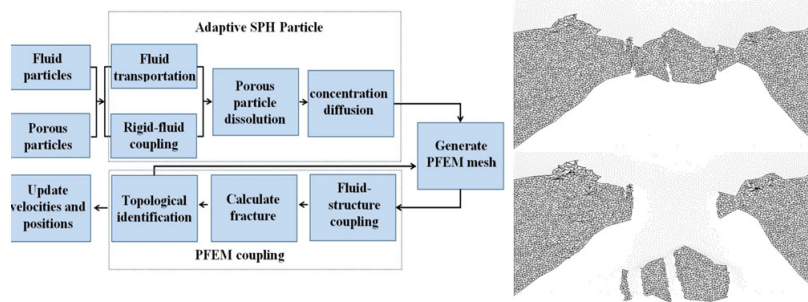 Adaptive SPH Particle
Fluid
particles
Fluid
transportation
Porous
particle
dissolution
concentration
diffusion
Porous
particles
Rigid-fluid
coupling
Generate
PFEM mesh
Update
velocities and
positions
Topological
identification
Calculate
fracture
Fluid-
structure
coupling
PFEM coupling